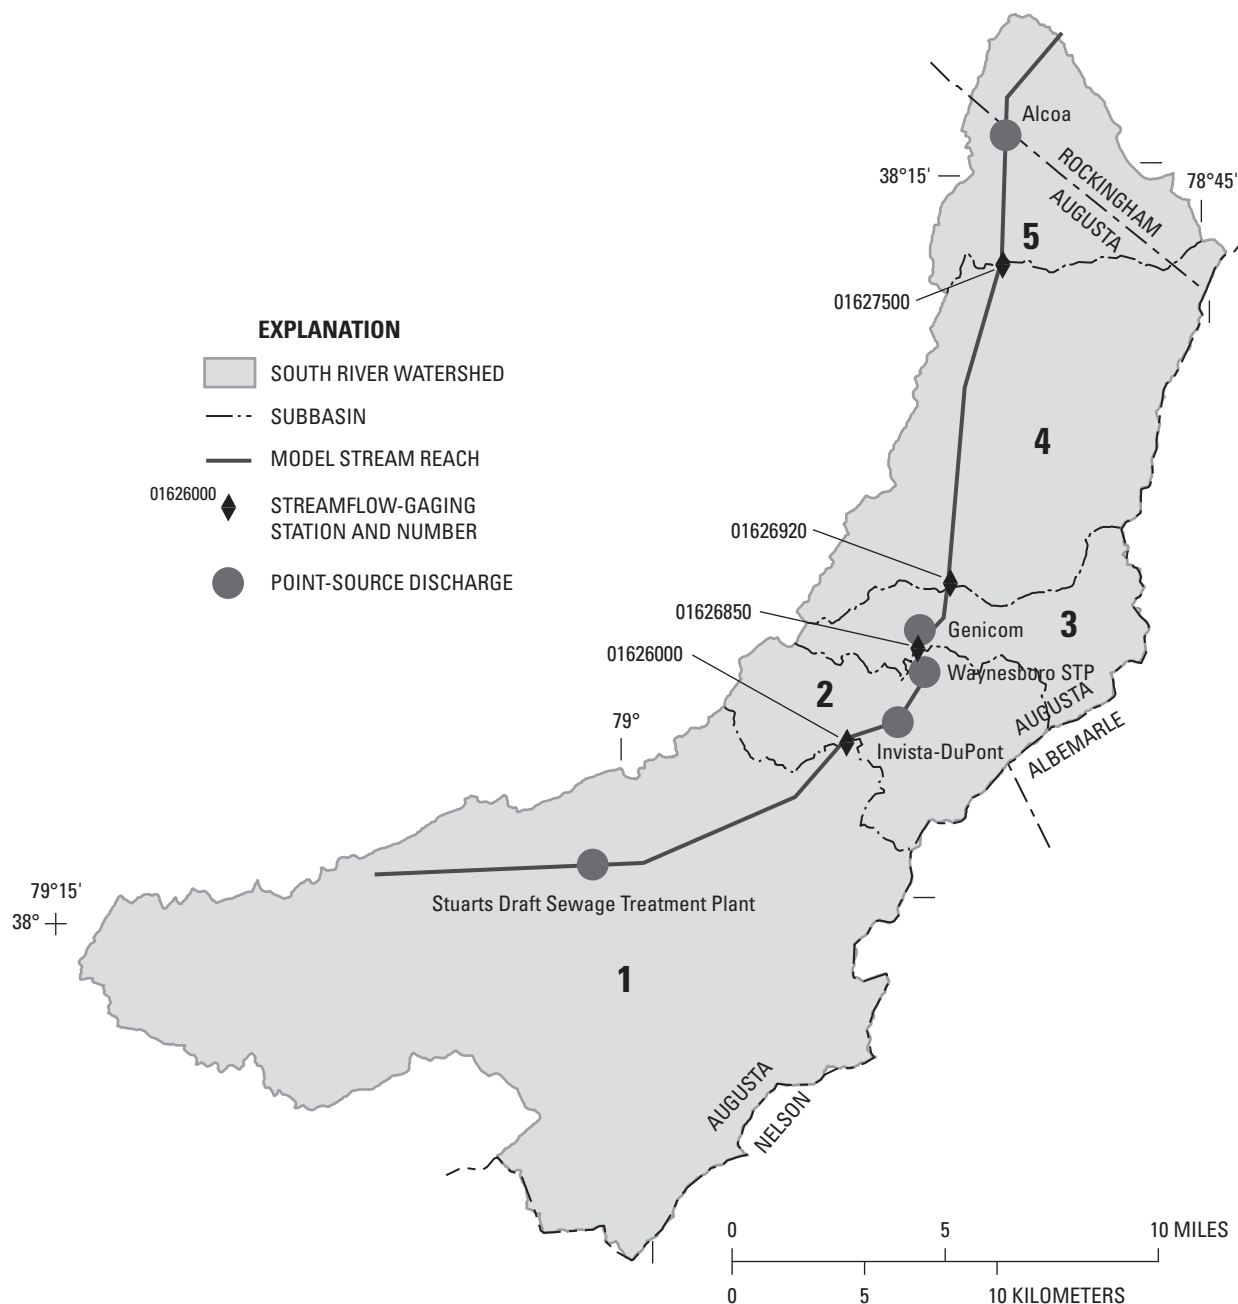 Alcoa
38°15'
ROCKINGHAM
78°45'
AUGUSTA
5
01627500
EXPLANATION
SOUTH RIVER WATERSHED
SUBBASIN
MODEL STREAM REACH
01626000
STREAMFLOW-GAGING
STATION AND NUMBER
POINT-SOURCE DISCHARGE
4
01626920
01626850
Genicom
3
01626000
Waynesboro STP
2
AUGUSTA
79°
Invista-DuPont
ALBEMARLE
79°15'
38°
Stuarts Draft Sewage Treatment Plant
1
AUGUSTA
NELSON
0 5 10 MILES
0 5 10 KILOMETERS